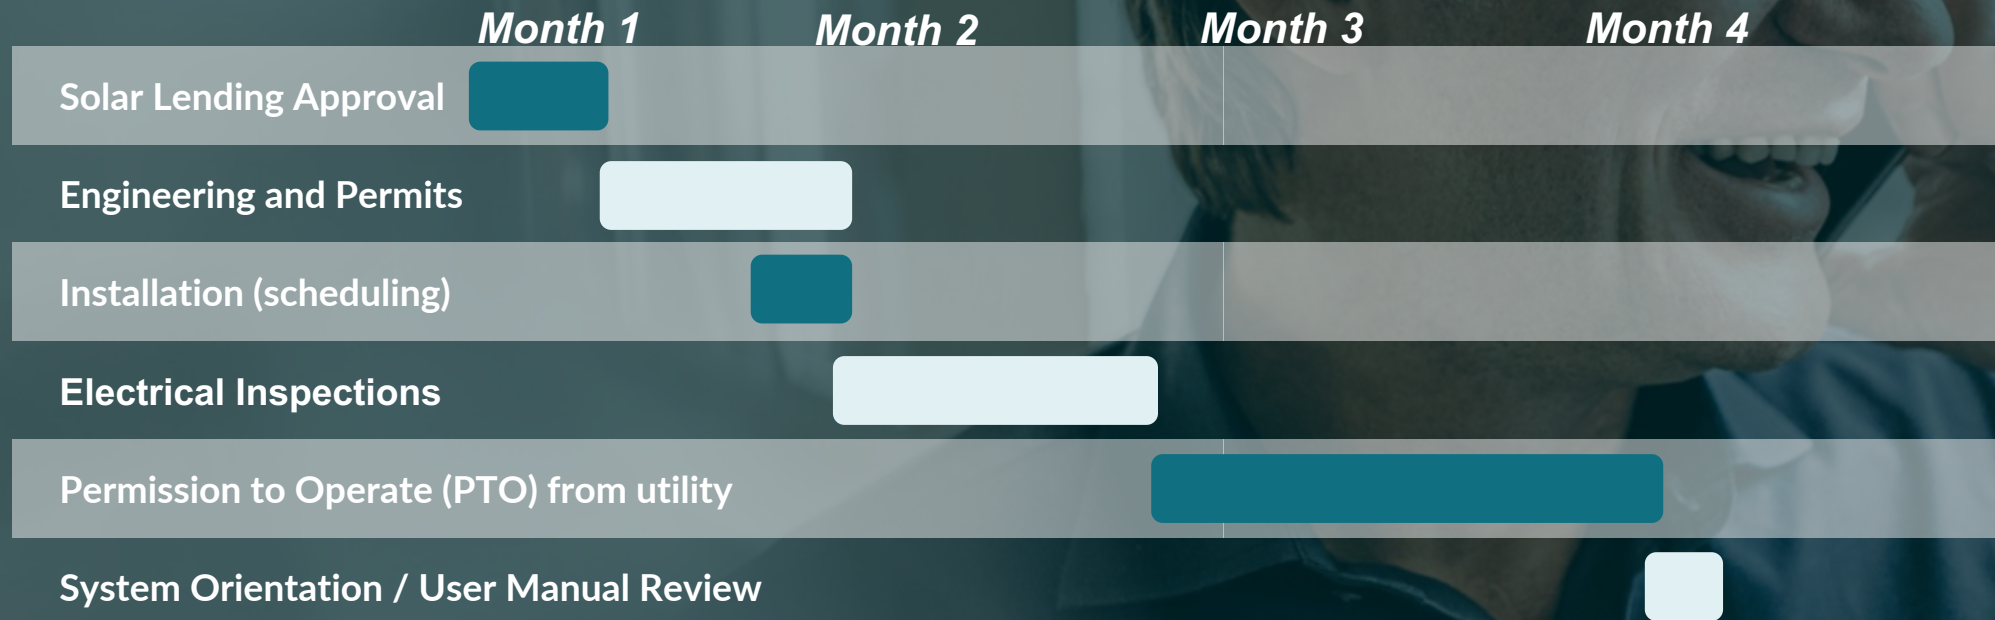 Month 1 Month 2 Month 3 Month 4
Solar Lending Approval
Engineering and Permits
Installation (scheduling)
Electrical Inspections
Permission to Operate (PTO) from utility
System Orientation / User Manual Review